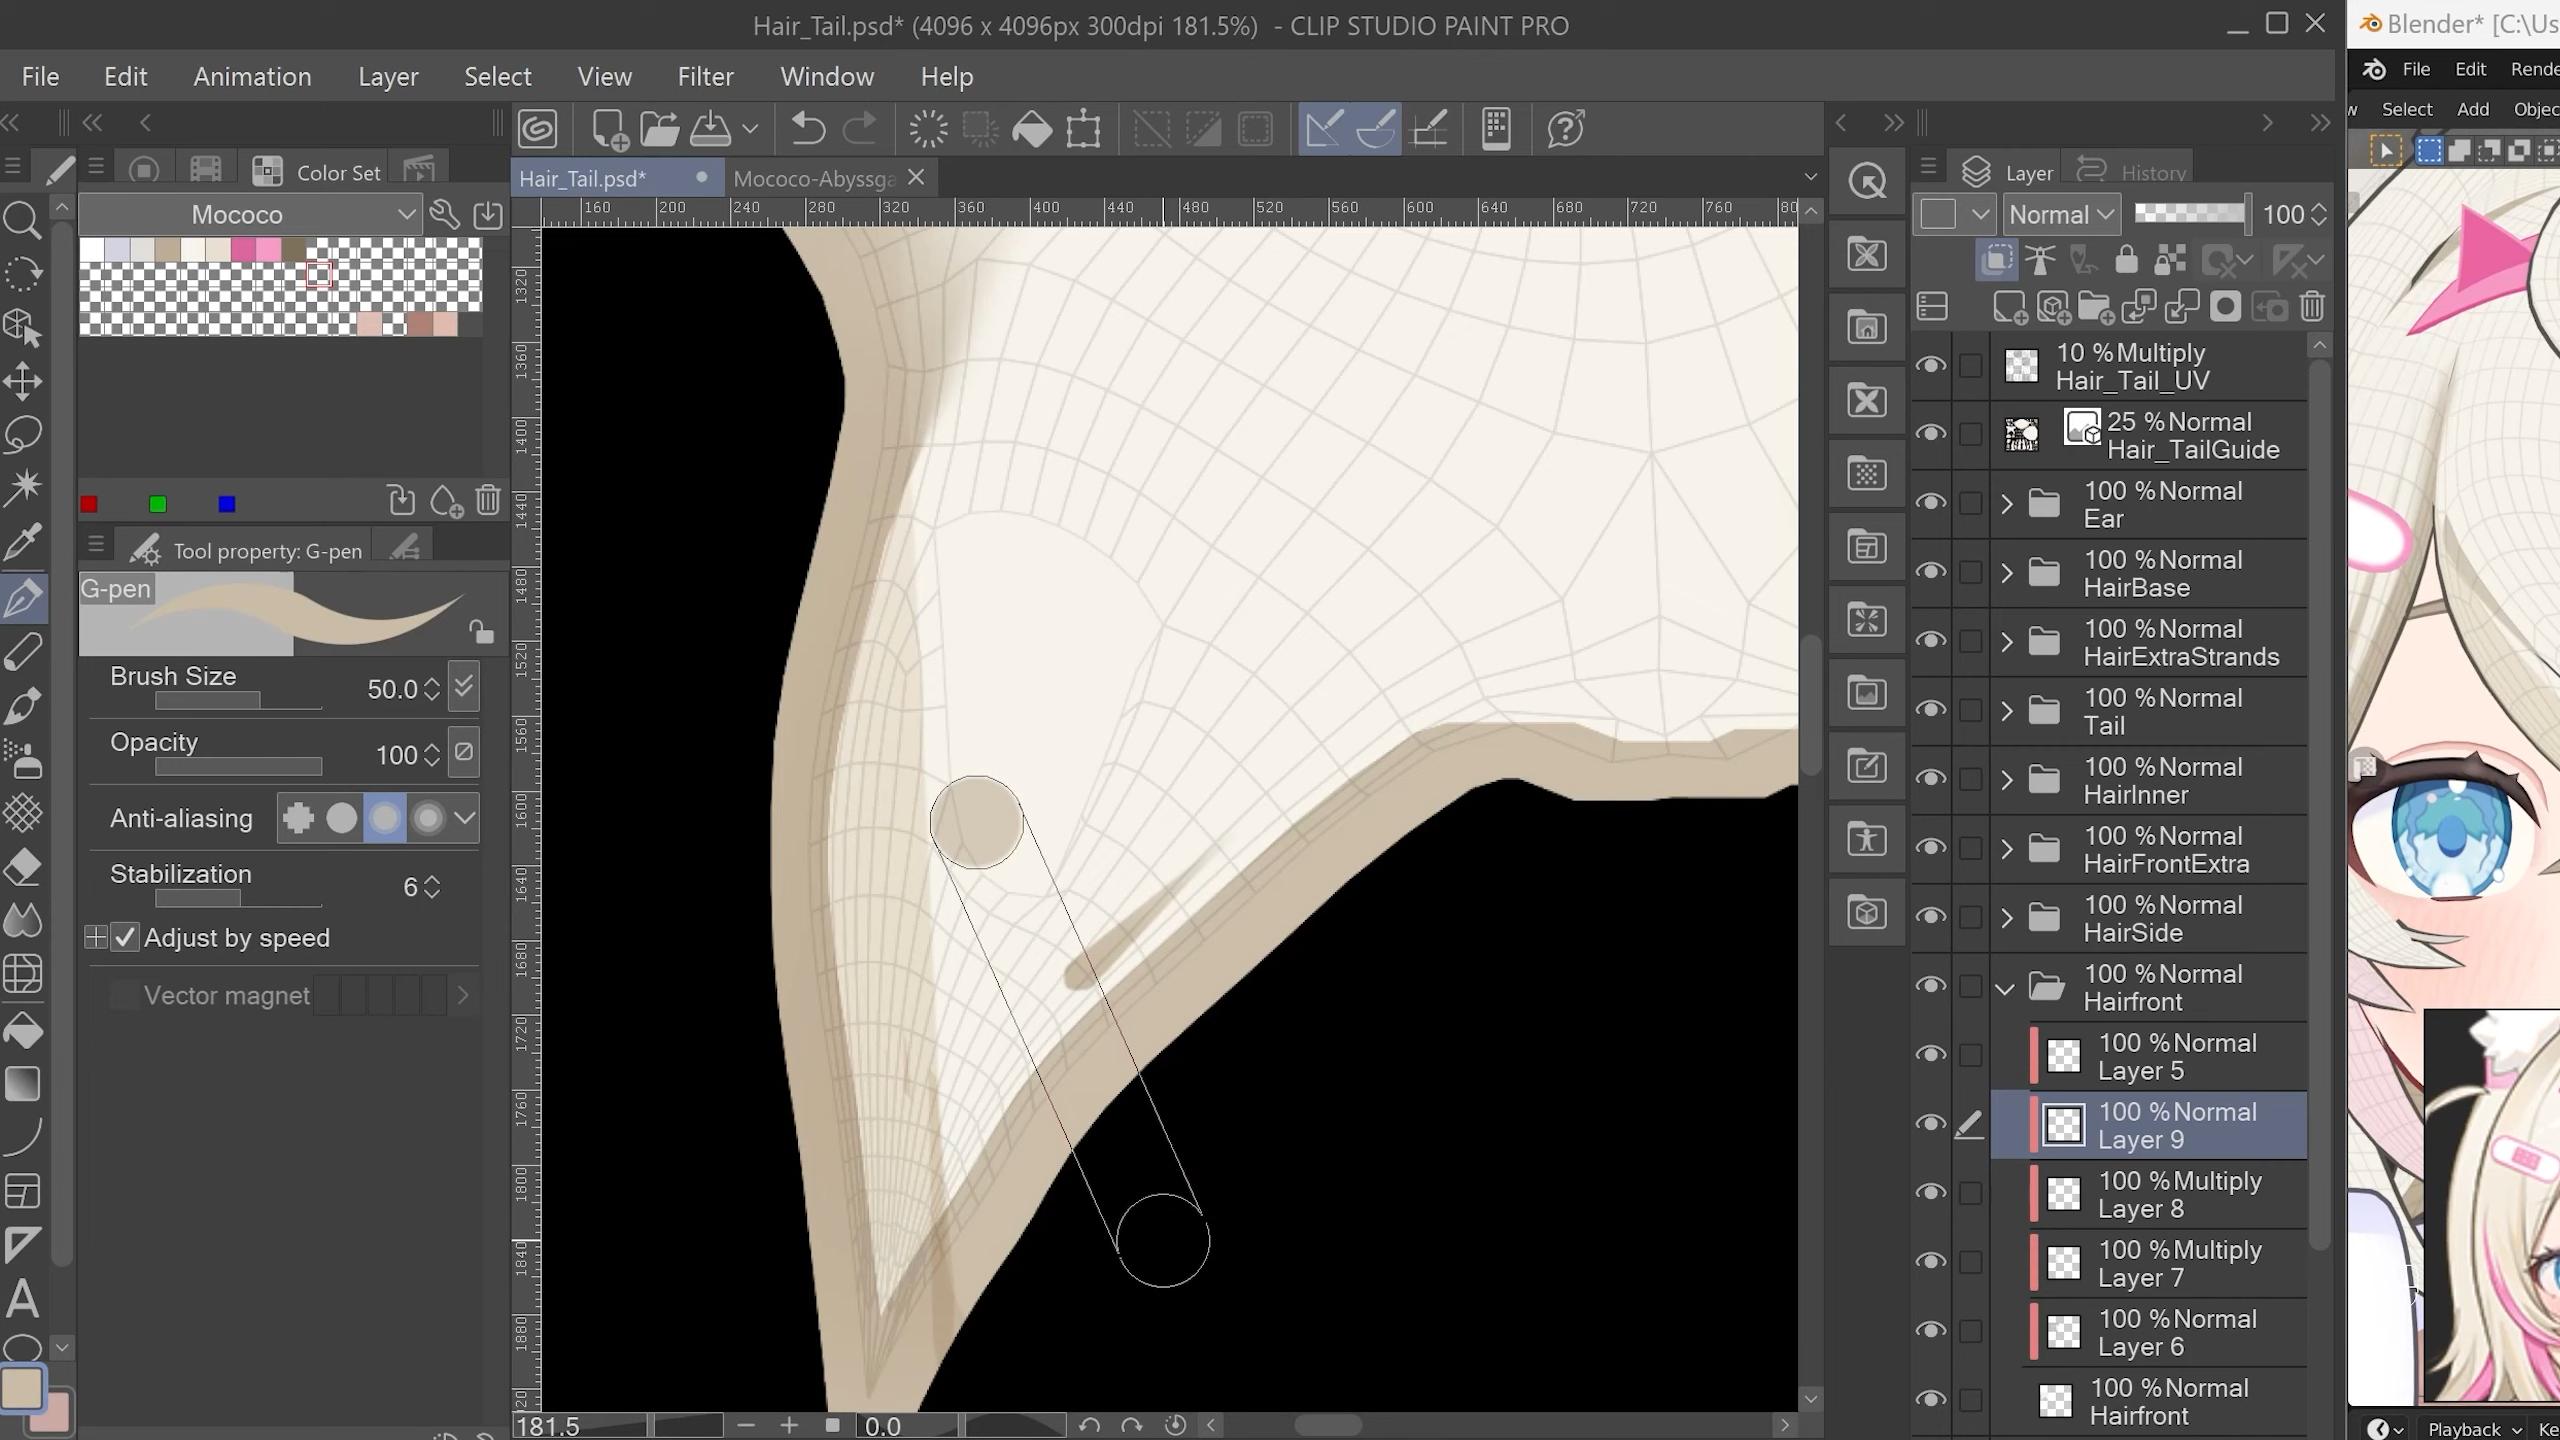 Hair_Tail.psd* (4096 x 4096px 300dpi 181.5%) - CLIP STUDIO PAINT PRO
Blender* [C:\Us
File Edit Animation Layer Select View Filter Window Help
File Edit Rende
Select Add Objec
Color Set
Hair_Tail.psd*
Mococo-Abyssga
Layer
History
Mococo
160 200 240 280 320 360 400 440 480 520 560 600 640 680 720 760 80
Normal
100
1320
1360
1400
1440
1480
1520
1560
1600
1640
1680
1720
1760
1800
1840
1880
Tool property: G-pen
G-pen
Brush Size
50.0
Opacity
100
Anti-aliasing
Stabilization
6
Adjust by speed
Vector magnet
A
10 %Multiply
Hair_Tail_UV
25 %Normal
Hair_TailGuide
100 %Normal
Ear
100 %Normal
HairBase
100 %Normal
HairExtraStrands
100 %Normal
Tail
100 %Normal
HairInner
100 %Normal
HairFrontExtra
100 %Normal
HairSide
100 %Normal
Hairfront
100 %Normal
Layer 5
100 %Normal
Layer 9
100 %Multiply
Layer 8
100 %Multiply
Layer 7
100 %Normal
Layer 6
100 %Normal
Hairfront
181.5
0.0
Playback
Ke